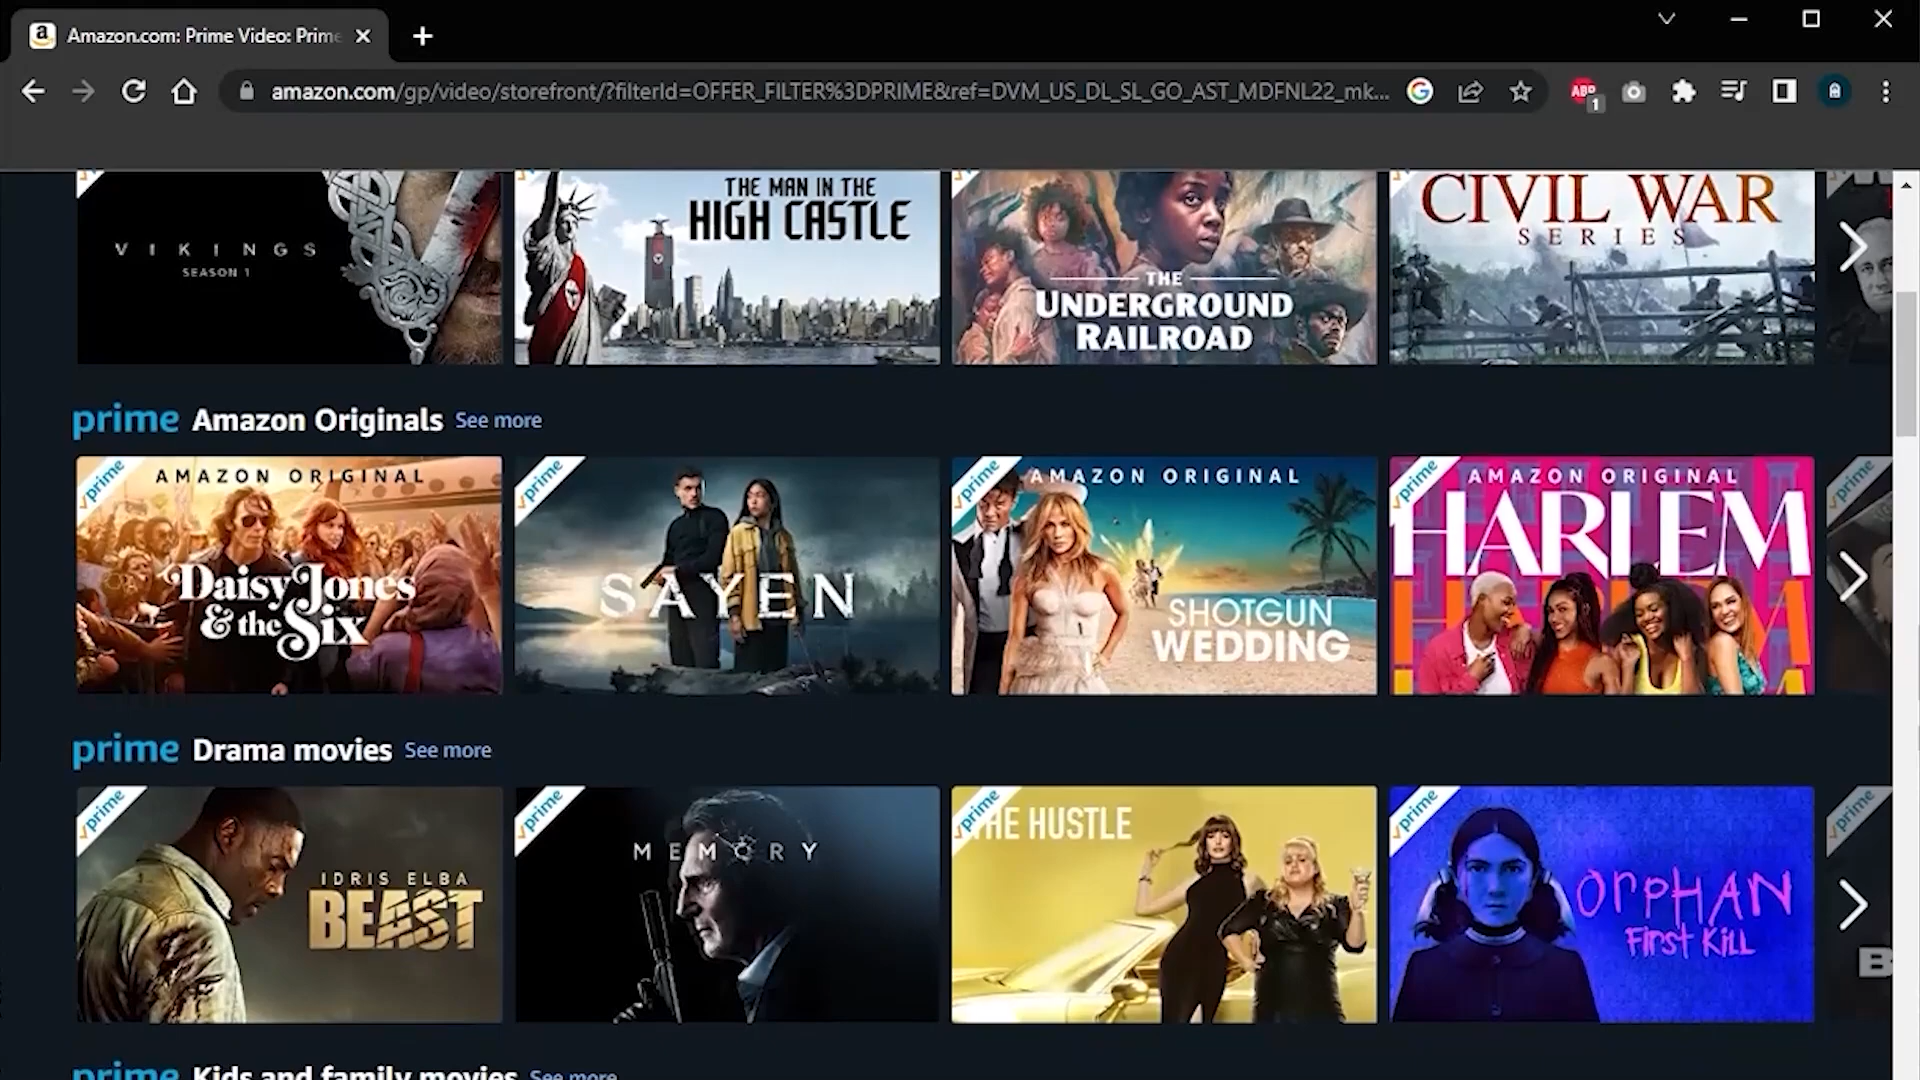 Amazon.com: Prime Video: Prime
amazon.com/gp/video/storefront/?filterId=OFFER_FILTER%3DPRIME&ref=DVM_US_DL_SL_GO_AST_MDFNL22_mk...
ABP
1
VIKINGS
SEASON 1
THE MAN IN THE
HIGH CASTLE
THE
UNDERGROUND
RAILROAD
CIVIL WAR
SERIES
prime Amazon Originals See more
prime
AMAZON ORIGINAL
Daisy Jones
& the Six
prime
SAYEN
prime
AMAZON ORIGINAL
SHOTGUN
WEDDING
prime
AMAZON ORIGINAL
HARLEM
prime
prime Drama movies See more
prime
IDRIS ELBA
BEAST
prime
MEMORY
prime
THE HUSTLE
prime
ORPHAN
First Kill
prime
B
prime Kids and family movies See more